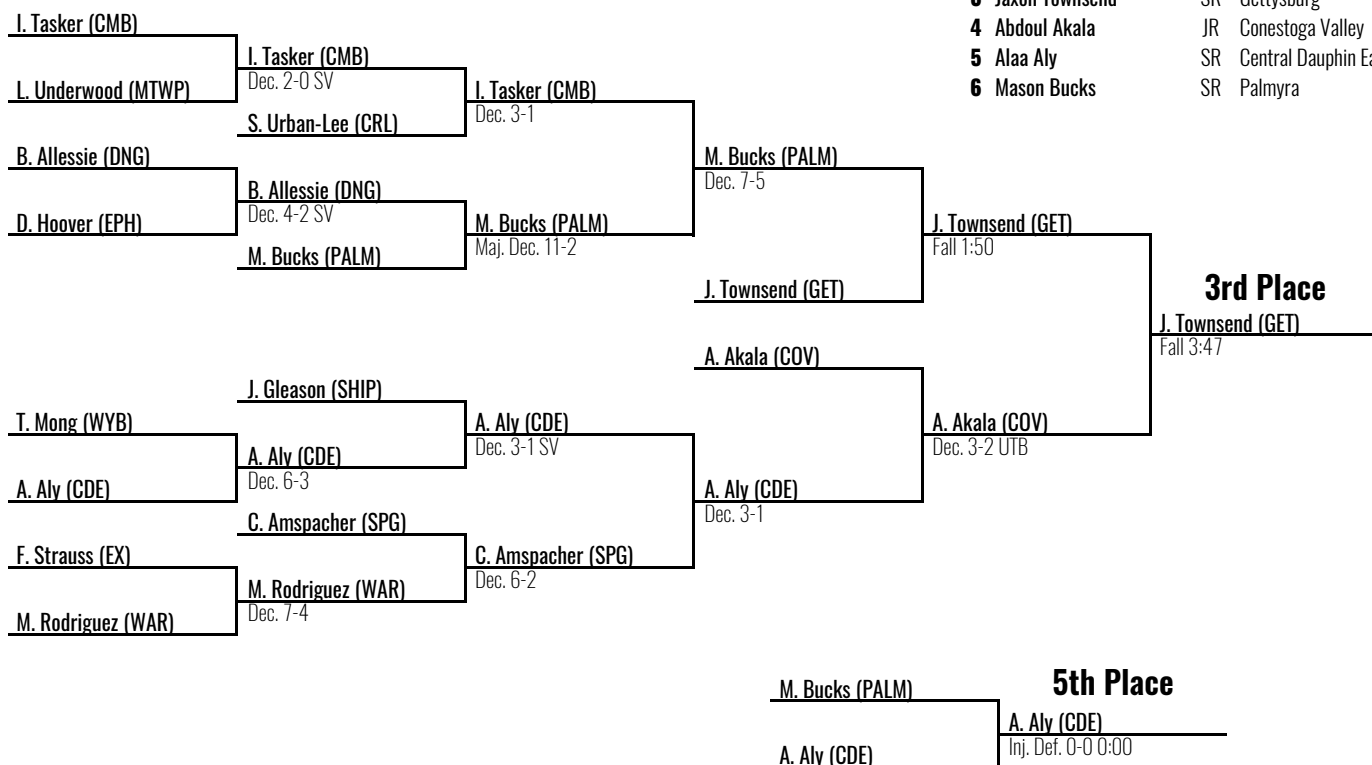 3 Jaxon Townsend SR Gettysburg
4 Abdoul Akala JR Conestoga Valley
5 Alaa Aly SR Central Dauphin Ea
6 Mason Bucks SR Palmyra
I. Tasker (CMB)
L. Underwood (MTWP)
B. Allessie (DNG)
D. Hoover (EPH)
T. Mong (WYB)
A. Aly (CDE)
F. Strauss (EX)
M. Rodriguez (WAR)
I. Tasker (CMB)
Dec. 2-0 SV
S. Urban-Lee (CRL)
B. Allessie (DNG)
Dec. 4-2 SV
M. Bucks (PALM)
J. Gleason (SHIP)
A. Aly (CDE)
Dec. 6-3
C. Amspacher (SPG)
M. Rodriguez (WAR)
Dec. 7-4
I. Tasker (CMB)
Dec. 3-1
M. Bucks (PALM)
Maj. Dec. 11-2
A. Aly (CDE)
Dec. 3-1 SV
C. Amspacher (SPG)
Dec. 6-2
M. Bucks (PALM)
Dec. 7-5
J. Townsend (GET)
A. Akala (COV)
A. Aly (CDE)
Dec. 3-1
J. Townsend (GET)
Fall 1:50
A. Akala (COV)
Dec. 3-2 UTB
3rd Place
J. Townsend (GET)
Fall 3:47
5th Place
M. Bucks (PALM)
A. Aly (CDE)
A. Aly (CDE)
Inj. Def. 0-0 0:00